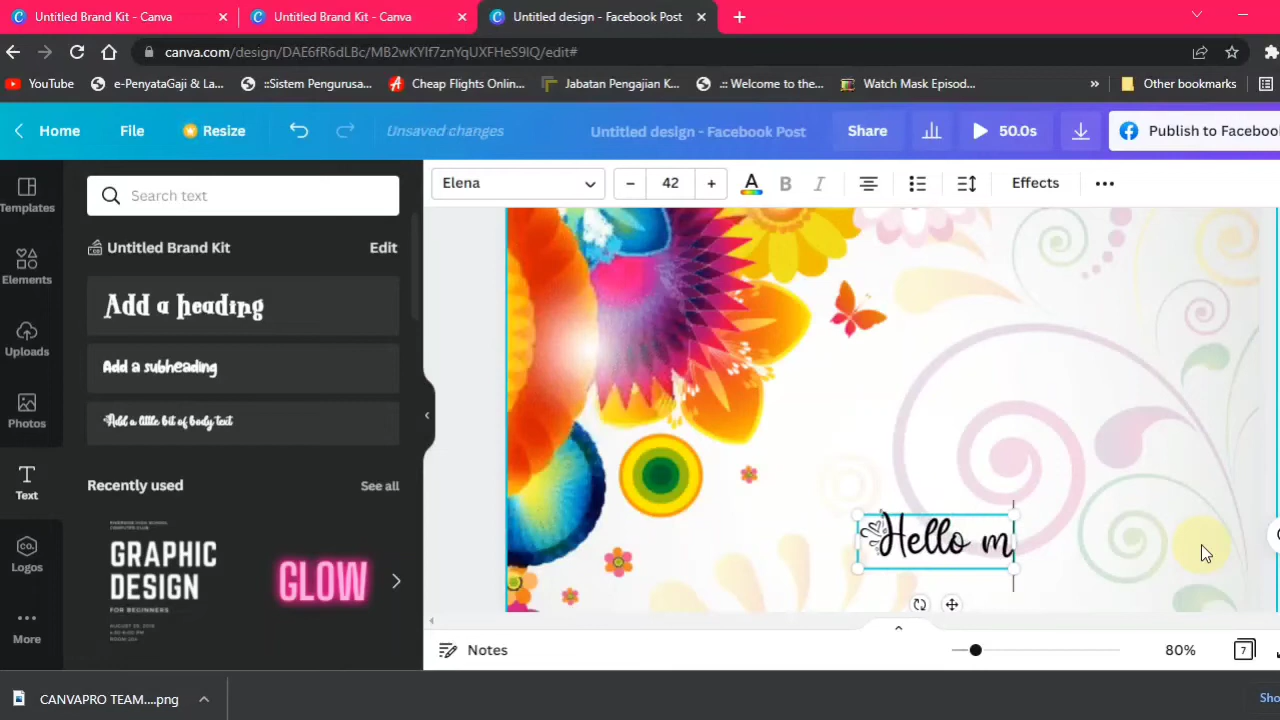 Untitled Brand Kit - Canva
Untitled Brand Kit - Canva
Untitled design - Facebook Post
canva.com/design/DAE6fR6dLBc/MB2wKYlf7znYqUXFHeS9lQ/edit#
YouTube
e-PenyataGaji & La...
::Sistem Pengurusa...
Cheap Flights Onlin...
Jabatan Pengajian K...
.:: Welcome to the...
Watch Mask Episod...
»
Other bookmarks
Home
File
Resize
Unsaved changes
Untitled design - Facebook Post
Share
50.0s
Publish to Faceboo
Templates
Elements
Uploads
Photos
Text
Logos
More
Search text
Untitled Brand Kit
Edit
Add a heading
Add a subheading
Add a little bit of body text
Recently used
See all
GRAPHIC
DESIGN
FOR BEGINNERS
GLOW
CO.
Elena
42
A
B
I
Effects
Hello m
Notes
80%
7
CANVAPRO TEAM....png
Sho